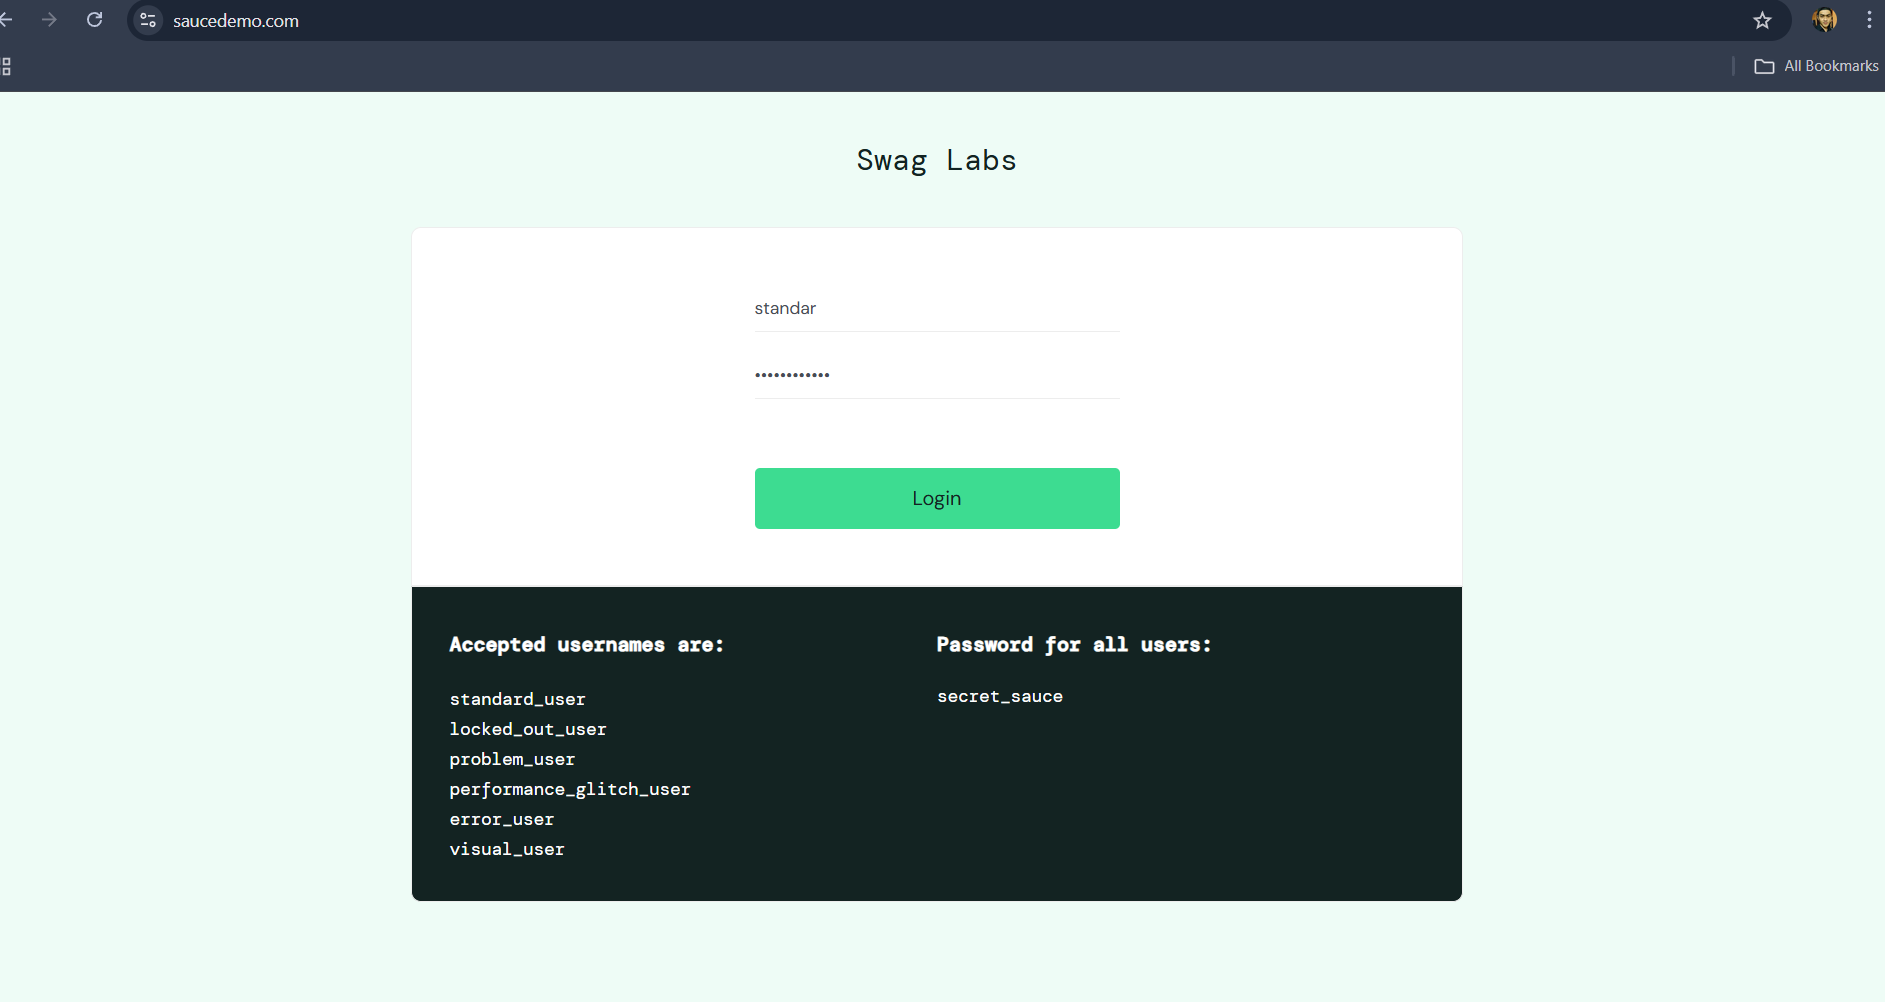 saucedemo.com
All Bookmarks
Swag Labs
standar
••••••••••••
Login
Accepted usernames are:
standard_user
locked_out_user
problem_user
performance_glitch_user
error_user
visual_user
Password for all users:
secret_sauce